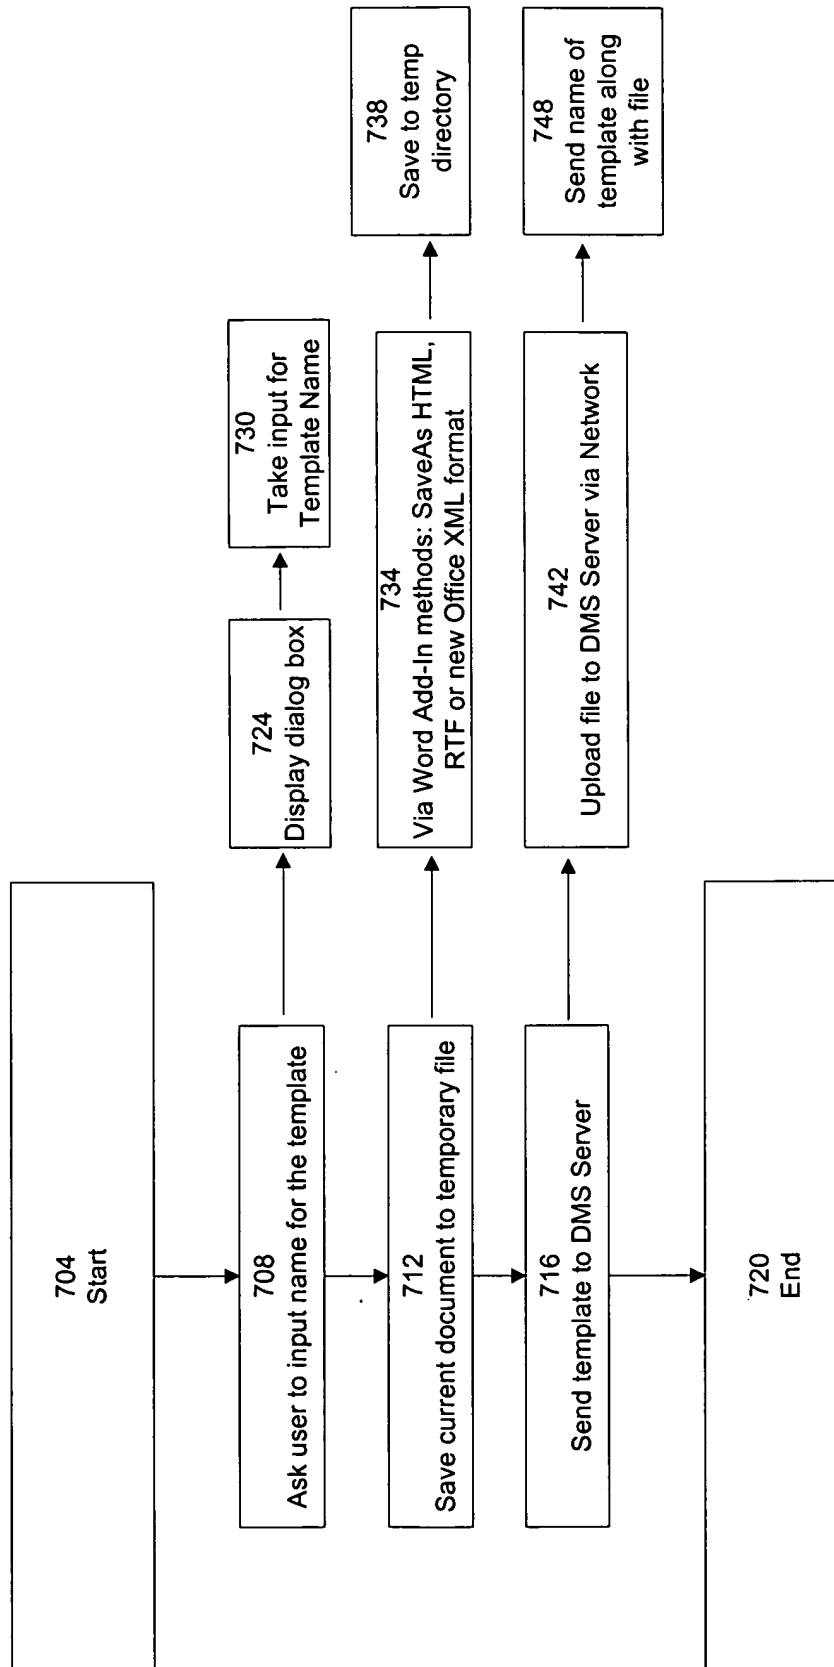 704
Start
708
Ask user to input name for the template
724
Display dialog box
730
Take input for
Template Name
712
Save current document to temporary file
734
Via Word Add-In methods: SaveAs HTML,
RTF or new Office XML format
738
Save to temp
directory
716
Send template to DMS Server
742
Upload file to DMS Server via Network
748
Send name of
template along
with file
720
End